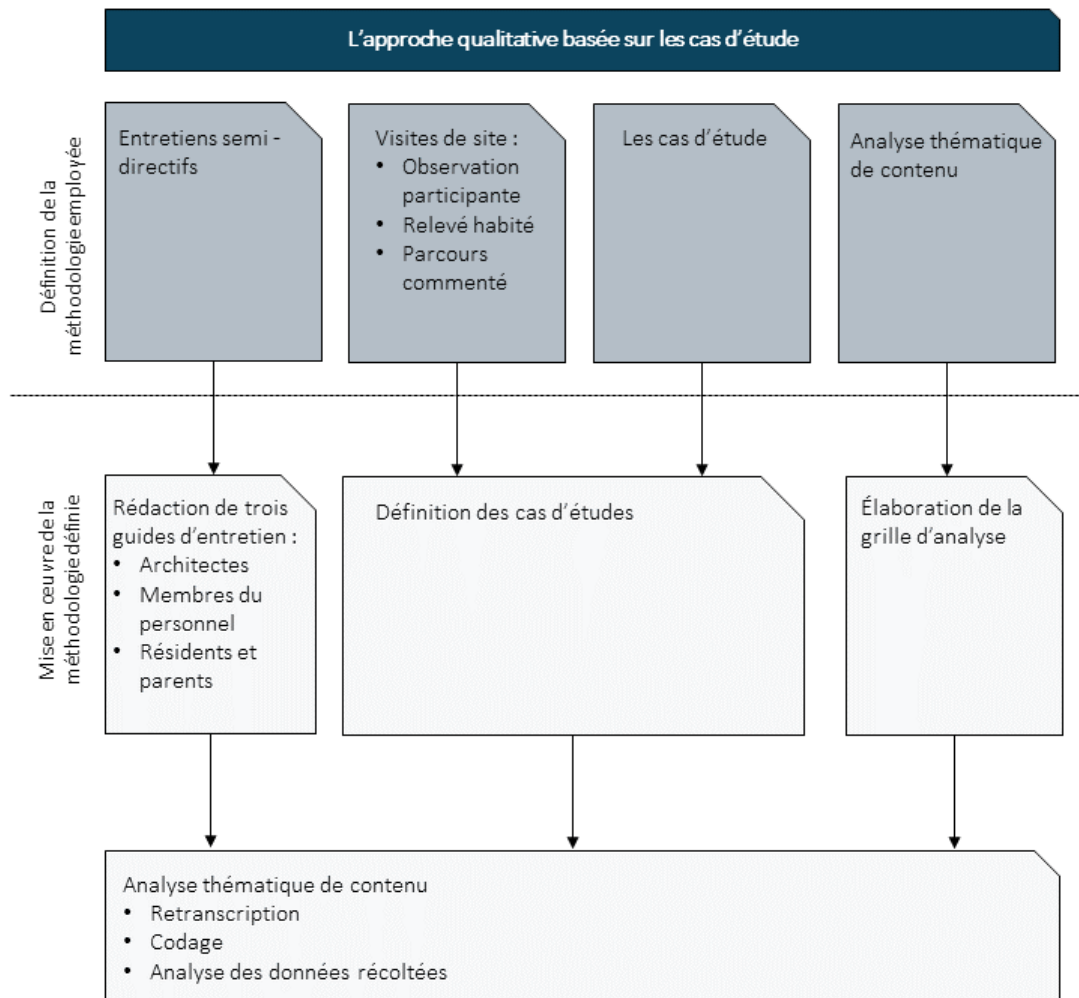 L'approche qualitative basée sur les cas d'étude
Définition de la
méthodologie employée
Entretiens semi -
directifs
Visites de site :
• Observation
participante
• Relevé habité
• Parcours
commenté
Les cas d'étude
Analyse thématique
de contenu
Mise en œuvre de la
méthodologie définie
Rédaction de trois
guides d'entretien :
• Architectes
• Membres du
personnel
• Résidents et
parents
Définition des cas d'études
Élaboration de la
grille d'analyse
Analyse thématique de contenu
• Retranscription
• Codage
• Analyse des données récoltées